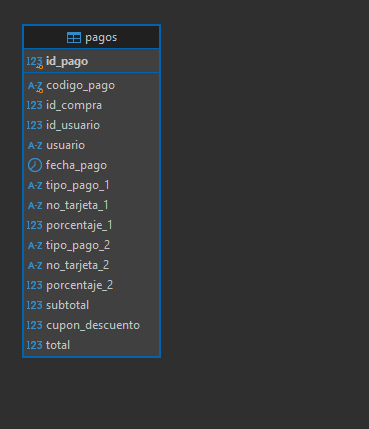 pagos
123 id_pago
A-Z codigo_pago
123 id_compra
123 id_usuario
A-Z usuario
fecha_pago
A-Z tipo_pago_1
A-Z no_tarjeta_1
123 porcentaje_1
A-Z tipo_pago_2
A-Z no_tarjeta_2
123 porcentaje_2
123 subtotal
123 cupon_descuento
123 total